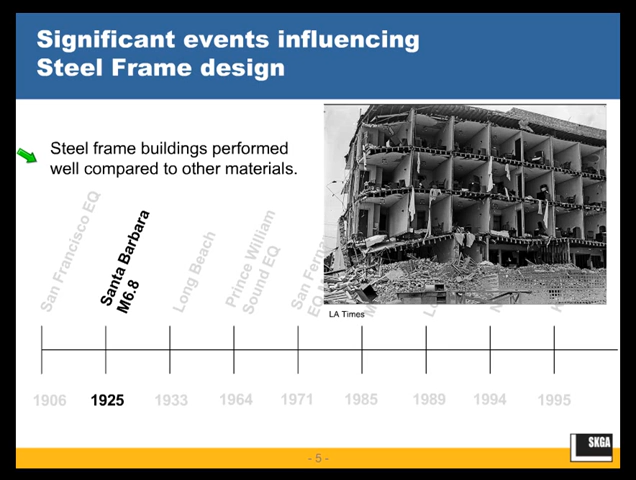 Significant events influencing
Steel Frame design
Steel frame buildings performed
well compared to other materials.
San Francisco EQ
Santa Barbara
M6.8
Long Beach
Prince William
Sound EQ
San
EQ
LA Times
1906 1925 1933 1964 1971 1985 1989 1994 1995
- 5 -
SKGA